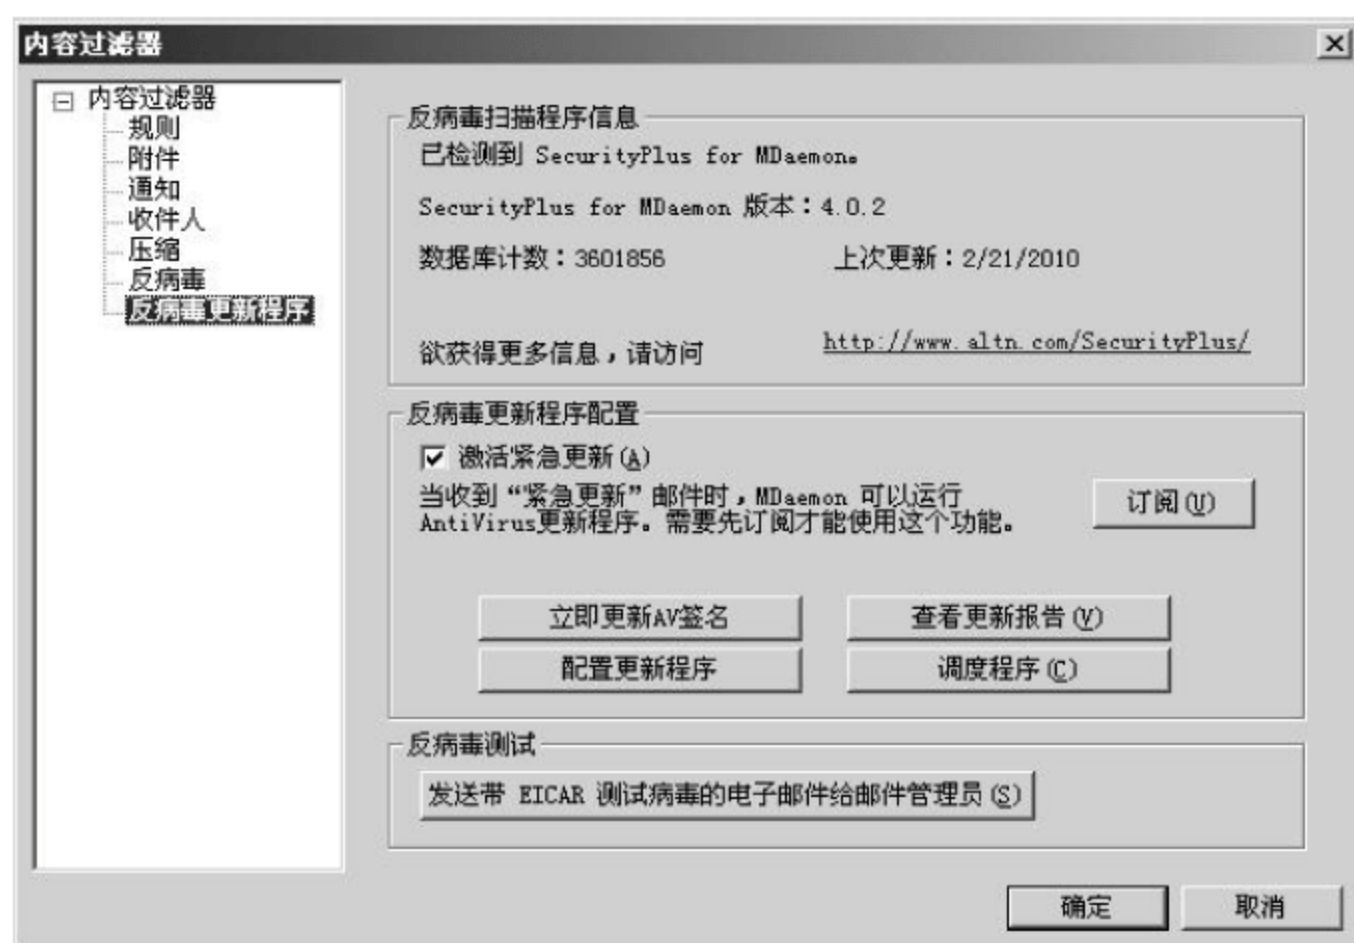 内容过滤器
内容过滤器
规则
附件
通知
收件人
压缩
反病毒
反病毒更新程序
反病毒扫描程序信息
已检测到 SecurityPlus for MDaemon。
SecurityPlus for MDaemon 版本：4.0.2
数据库计数：3601856 上次更新：2/21/2010
欲获得更多信息，请访问 http://www.altn.com/SecurityPlus/
反病毒更新程序配置
激活紧急更新(A)
当收到“紧急更新”邮件时，MDaemon 可以运行
AntiVirus更新程序。需要先订阅才能使用这个功能。
订阅(U)
立即更新AV签名 查看更新报告(V)
配置更新程序 调度程序(C)
反病毒测试
发送带 EICAR 测试病毒的电子邮件给邮件管理员(S)
确定 取消